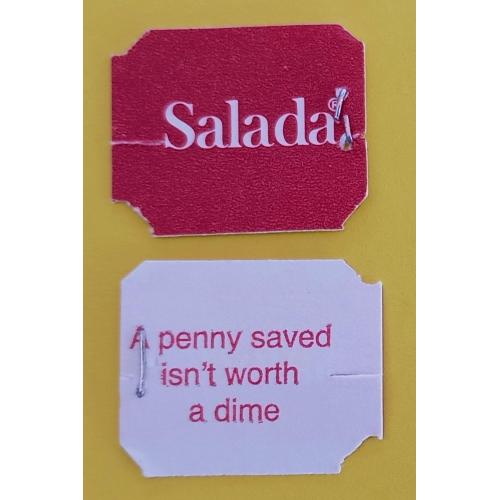 Salada®
A penny saved
isn't worth
a dime